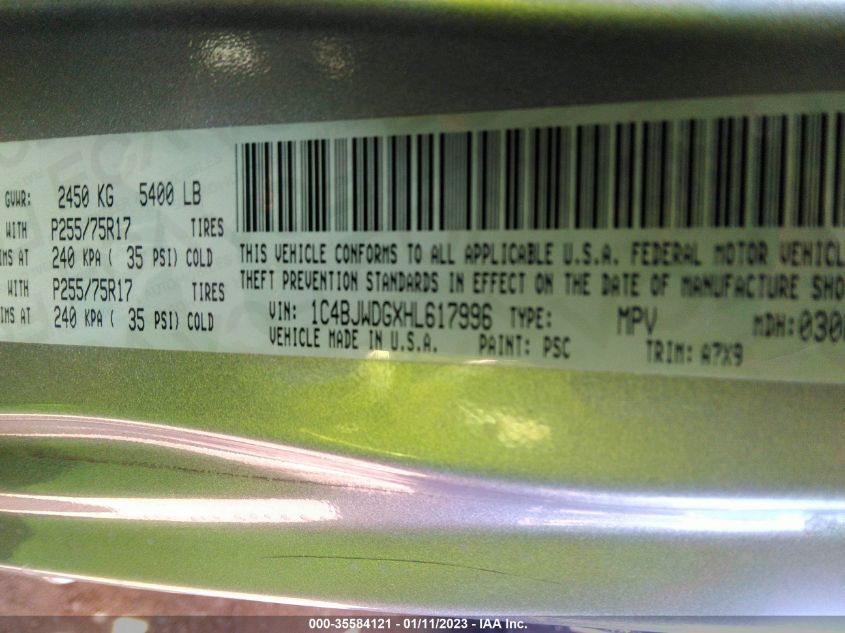 GVWR: 2450 KG 5400 LB
WITH P255/75R17 TIRES
IMS AT 240 KPA ( 35 PSI) COLD
WITH P255/75R17 TIRES
IMS AT 240 KPA ( 35 PSI) COLD
THIS VEHICLE CONFORMS TO ALL APPLICABLE U.S.A. FEDERAL MOTOR VEHICL
THEFT PREVENTION STANDARDS IN EFFECT ON THE DATE OF MANUFACTURE SHO
VIN: 1C4BJWDGXHL617996 TYPE: MPV MDH:030
VEHICLE MADE IN U.S.A. PAINT: PSC TRIM: A7X9
000-35584121 - 01/11/2023 - IAA Inc.